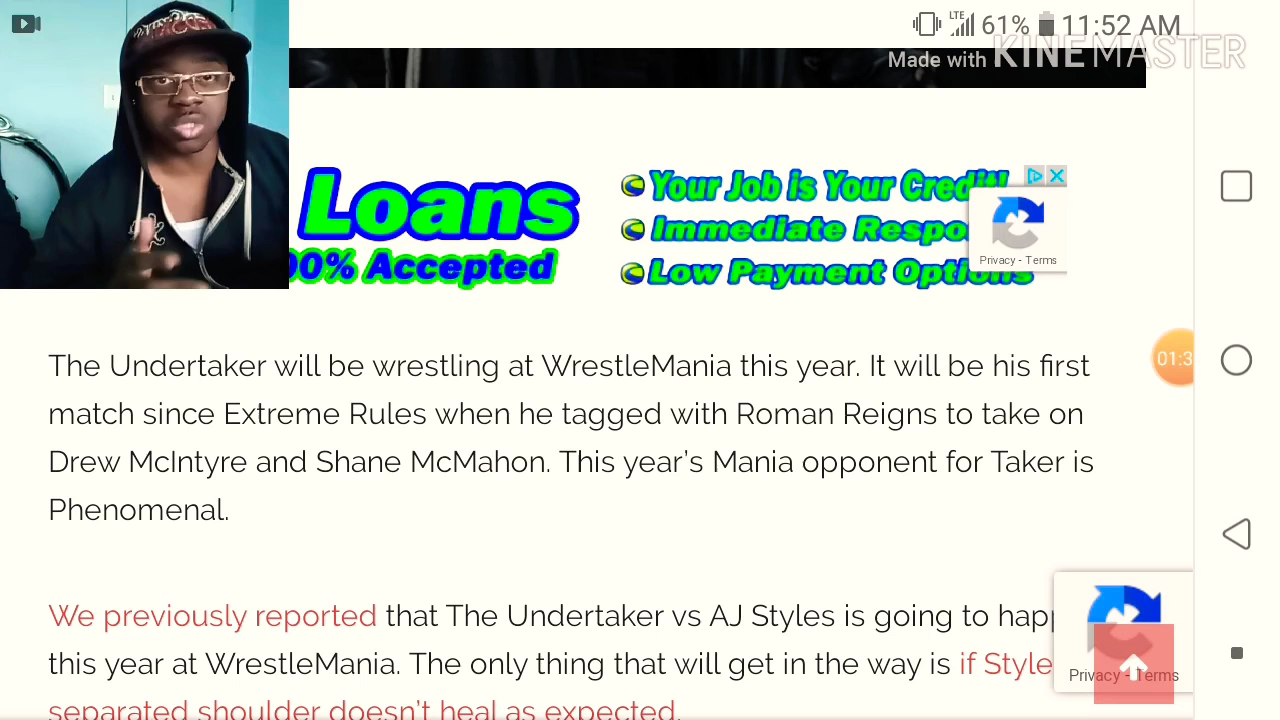 LTE 61% 11:52 AM
Made with KINEMASTER
Loans
Your Job is Your Credit!
00% Accepted
Immediate Respo
Low Payment Options
Privacy - Terms
01:3
The Undertaker will be wrestling at WrestleMania this year. It will be his first
match since Extreme Rules when he tagged with Roman Reigns to take on
Drew McIntyre and Shane McMahon. This year's Mania opponent for Taker is
Phenomenal.
We previously reported that The Undertaker vs AJ Styles is going to happ
this year at WrestleMania. The only thing that will get in the way is if Style
Privacy - Terms
separated shoulder doesn't heal as expected.